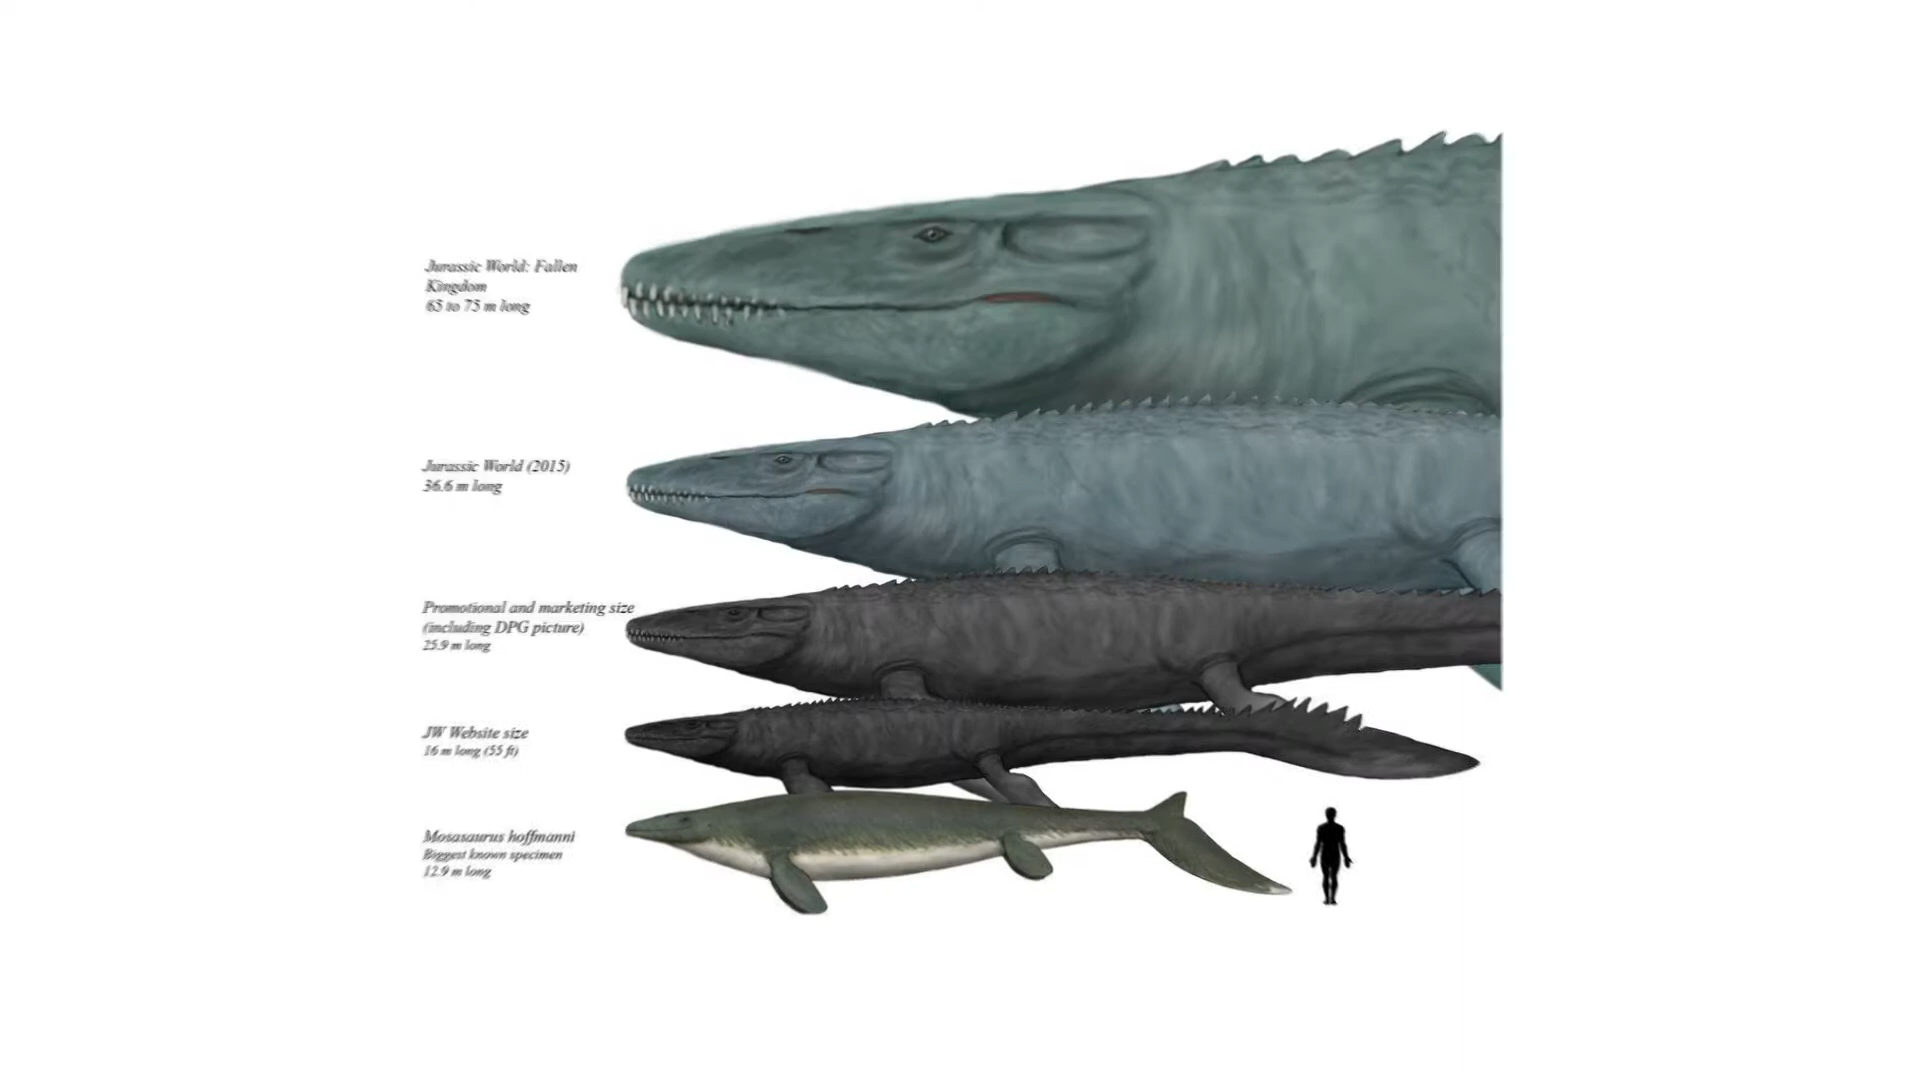 Jurassic World: Fallen
Kingdom
65 to 75 m long
Jurassic World (2015)
36.6 m long
Promotional and marketing size
(including DPG picture)
25.9 m long
JW Website size
16 m long (55 ft)
Mosasaurus hoffmanni
Biggest known specimen
12.9 m long